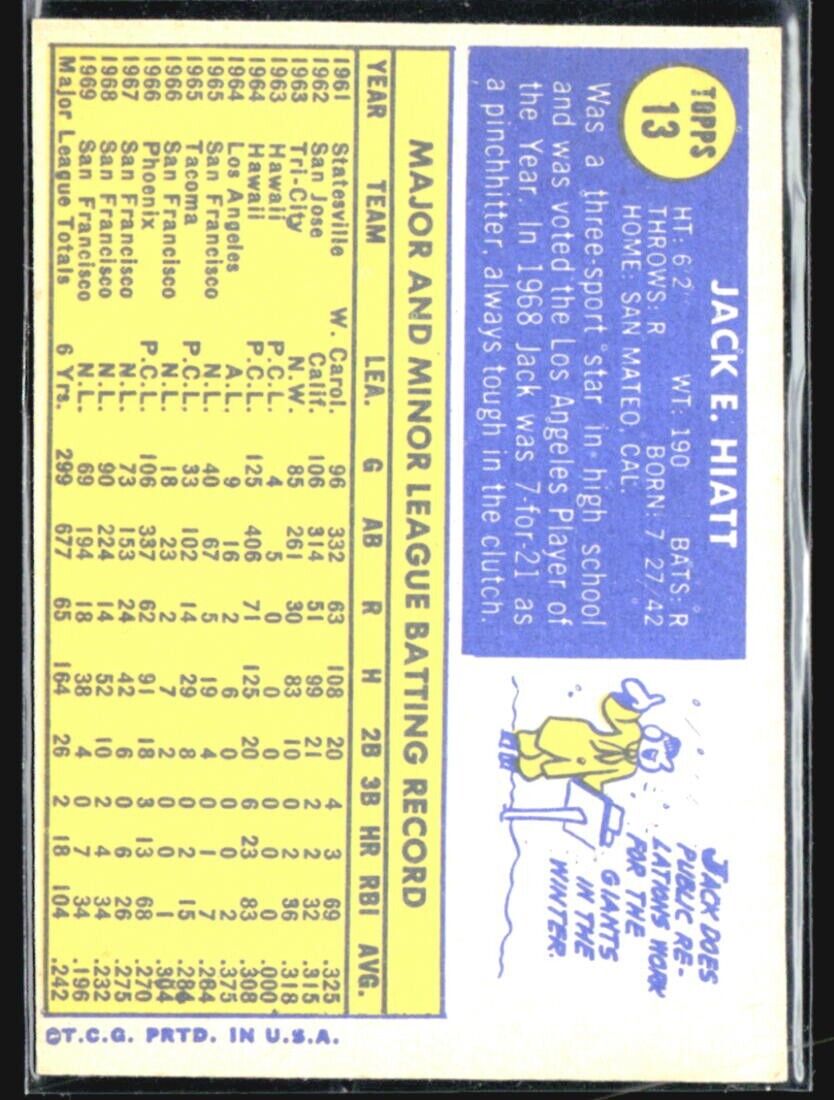 TOPPS
13
JACK E. HIATT
HT: 6'2" WT: 190 BATS: R
THROWS: R BORN: 7/27/42
HOME: SAN MATEO, CAL.
Was a three-sport star in high school
and was voted the Los Angeles Player of
the Year. In 1968 Jack was 7-for-21 as
a pinchhitter, always tough in the clutch.
JACK DOES
PUBLIC RE-
LATIONS WORK
FOR THE
GIANTS
IN THE
WINTER.
MAJOR AND MINOR LEAGUE BATTING RECORD
YEAR TEAM LEA. G AB R H 2B 3B HR RBI AVG.
1961 Statesville W. Carol. 96 332 63 108 20 4 3 69 .325
1962 San Jose Calif. 106 314 51 99 21 2 2 32 .315
1963 Tri-City N.W. 85 261 30 83 10 0 2 36 .318
1963 Hawaii P.C.L. 4 5 0 0 0 0 0 0 .000
1964 Hawaii P.C.L. 125 406 71 125 20 6 23 83 .308
1964 Los Angeles A.L. 9 16 2 6 0 0 0 2 .375
1965 San Francisco N.L. 40 67 5 19 4 0 1 7 .284
1965 Tacoma P.C.L. 33 102 14 29 8 0 2 15 .284
1966 San Francisco N.L. 18 23 2 7 2 0 0 1 .304
1966 Phoenix P.C.L. 106 337 62 91 18 3 13 68 .270
1967 San Francisco N.L. 73 153 24 42 6 0 6 26 .275
1968 San Francisco N.L. 90 224 14 52 10 2 4 34 .232
1969 San Francisco N.L. 69 194 18 38 4 0 7 34 .196
Major League Totals 6 Yrs. 299 677 65 164 26 2 18 104 .242
©T.C.G. PRTD. IN U.S.A.